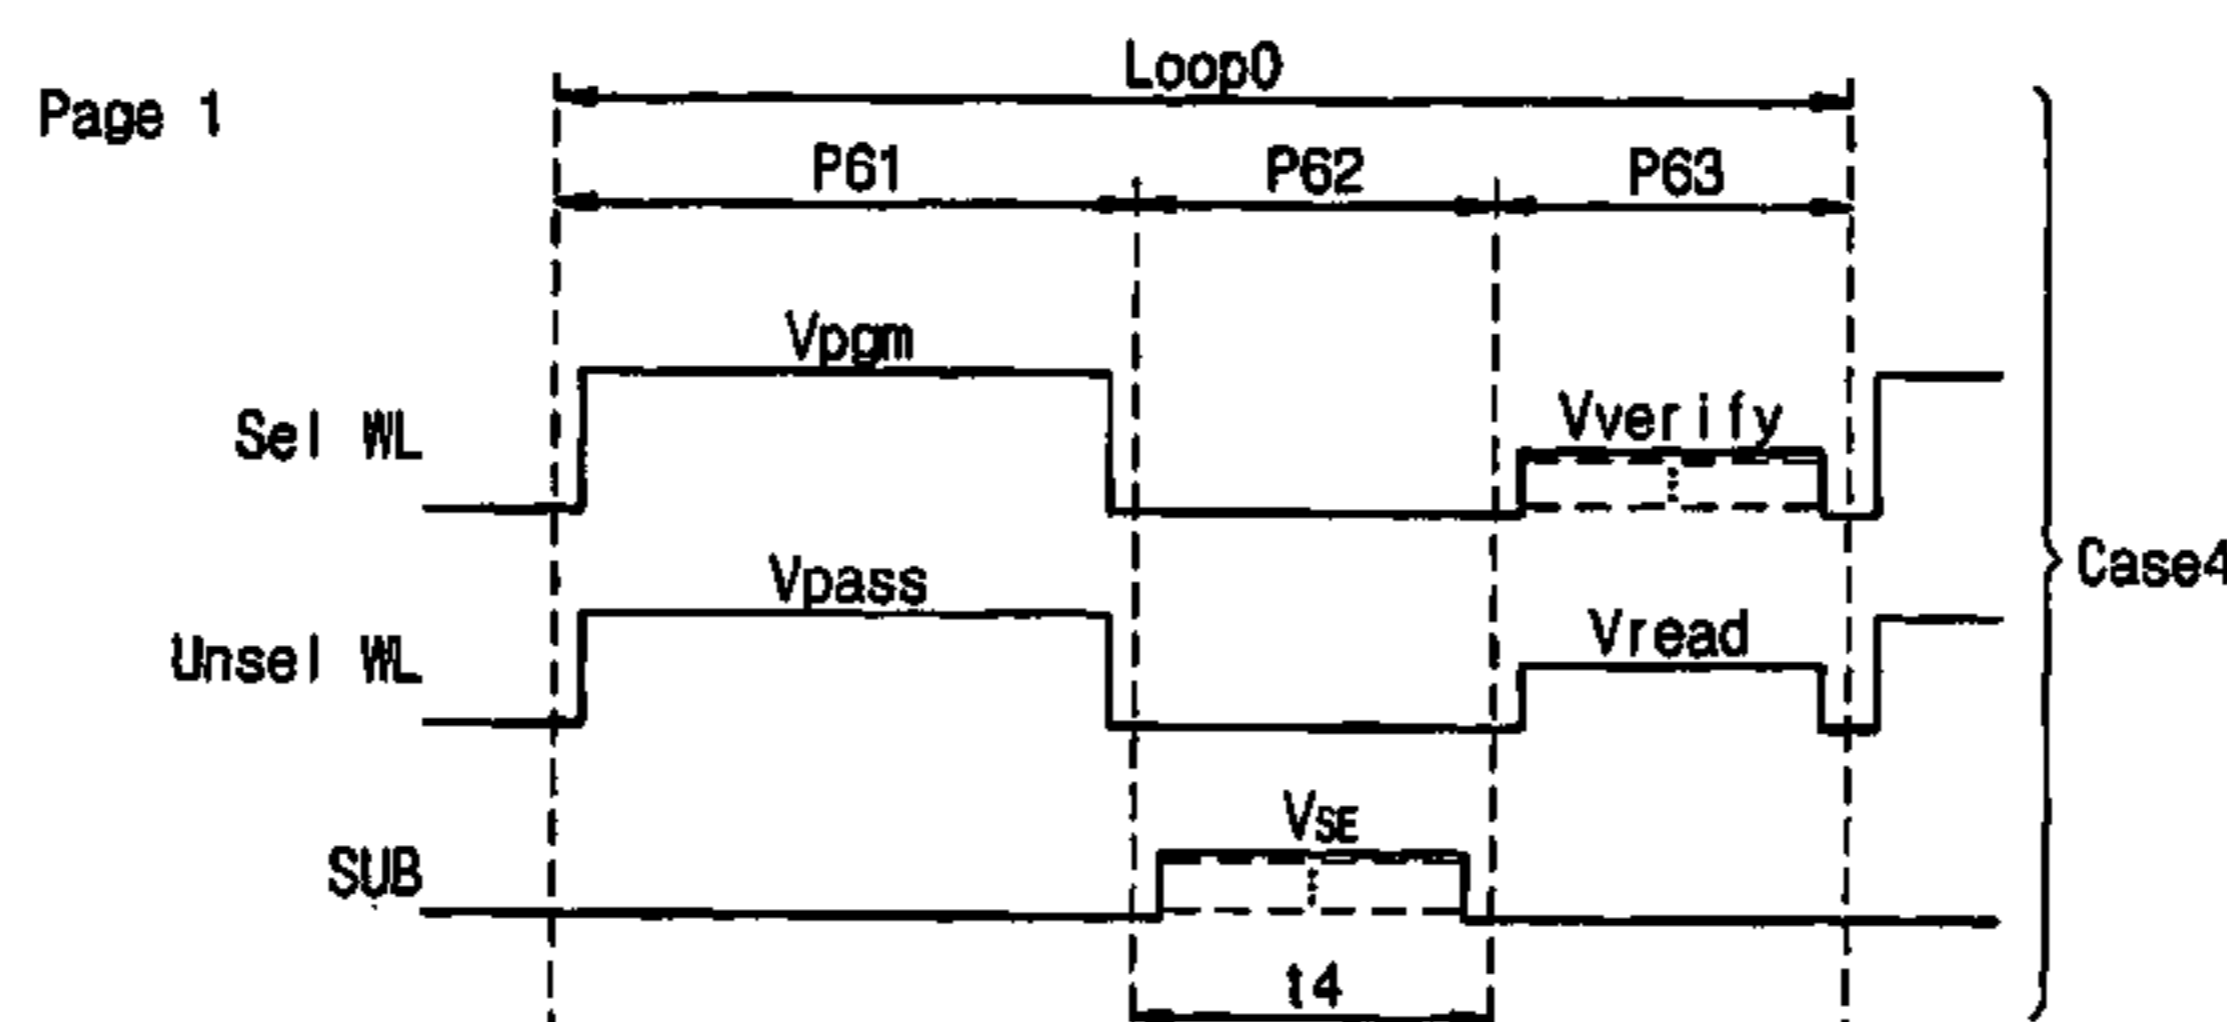 Page 1
Loop0
P61 P62 P63
Vpgm
Sel WL
Vverify
Vpass
Unsel WL
Vread
Case4
VSE
SUB
t4